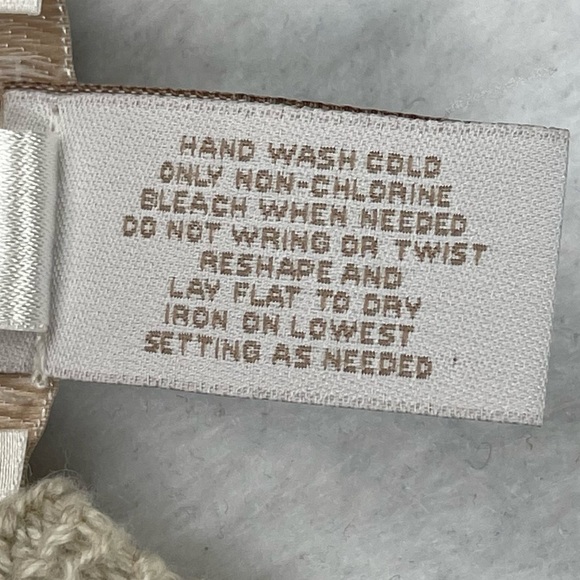 HAND WASH COLD
ONLY NON-CHLORINE
BLEACH WHEN NEEDED
DO NOT WRING OR TWIST
RESHAPE AND
LAY FLAT TO DRY
IRON ON LOWEST
SETTING AS NEEDED